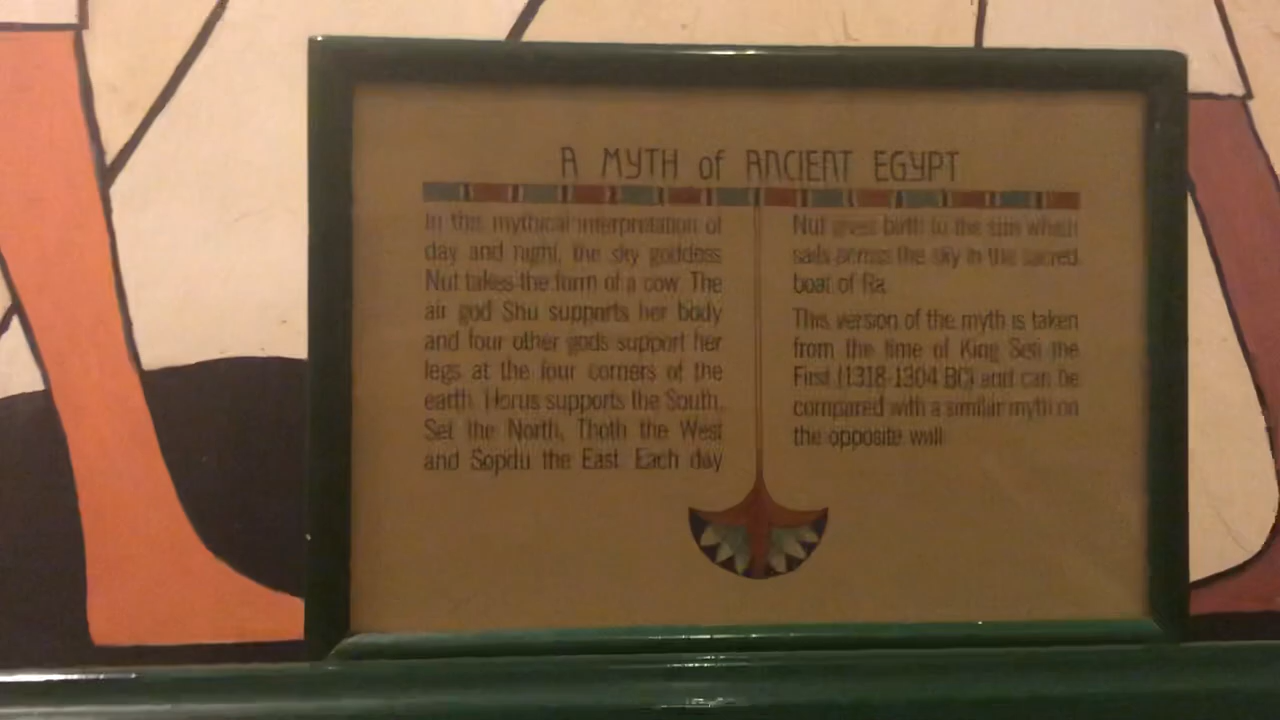 A MYTH of ANCIENT EGYPT
In this mythical interpretation of
day and night, the sky goddess
Nut takes the form of a cow. The
air god Shu supports her body
and four other gods support her
legs at the four corners of the
earth. Horus supports the South,
Set the North, Thoth the West
and Sopdu the East. Each day
Nut gives birth to the sun which
sails across the sky in the sacred
boat of Ra.
This version of the myth is taken
from the time of King Seti the
First (1318-1304 BC) and can be
compared with a similar myth on
the opposite wall.